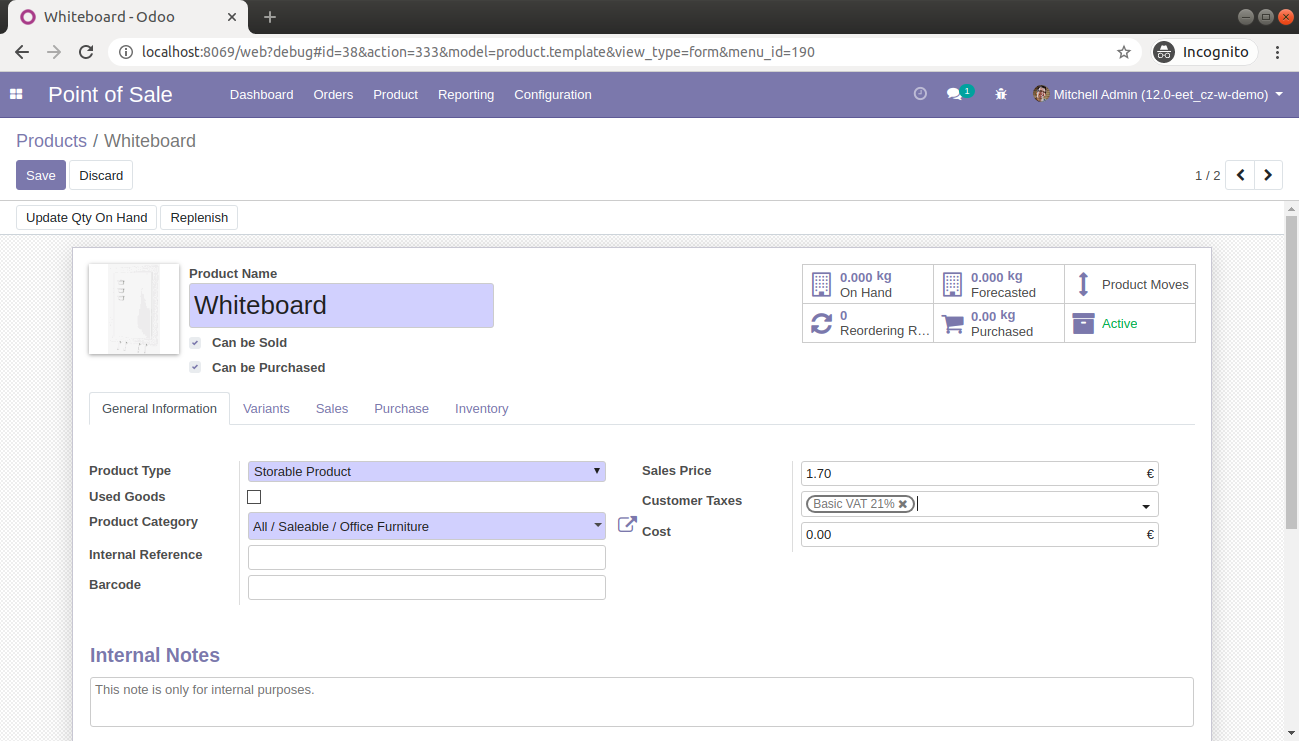 Whiteboard - Odoo
localhost:8069/web?debug#id=38&action=333&model=product.template&view_type=form&menu_id=190
Incognito
Point of Sale
Dashboard Orders Product Reporting Configuration
1
Mitchell Admin (12.0-eet_cz-w-demo)
Products / Whiteboard
Save Discard
1 / 2
Update Qty On Hand Replenish
Product Name
Whiteboard
Can be Sold
Can be Purchased
0.000 kg
On Hand
0.000 kg
Forecasted
Product Moves
0
Reordering R...
0.00 kg
Purchased
Active
General Information Variants Sales Purchase Inventory
Product Type Storable Product
Used Goods
Product Category All / Saleable / Office Furniture
Internal Reference
Barcode
Sales Price 1.70 €
Customer Taxes Basic VAT 21%
Cost 0.00 €
Internal Notes
This note is only for internal purposes.